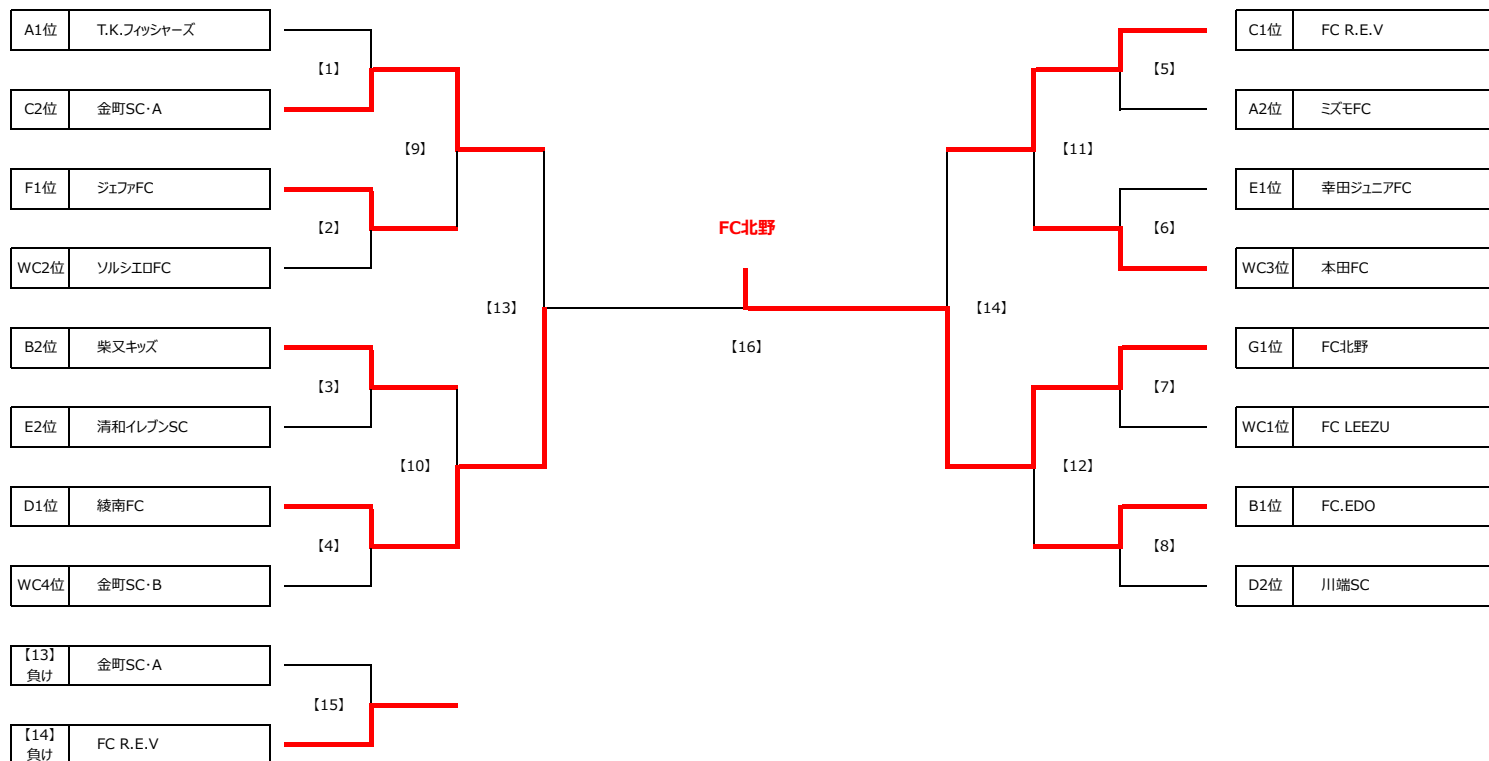 A1位 T.K.フィッシャーズ
【1】
C2位 金町SC・A
【9】
F1位 ジェファFC
【2】
WC2位 ソルシエロFC
【13】
B2位 柴又キッズ
【3】
E2位 清和イレブンSC
【10】
D1位 綾南FC
【4】
WC4位 金町SC・B
【13】
負け
金町SC・A
【15】
【14】
負け
FC R.E.V
FC北野
【16】
C1位 FC R.E.V
【5】
A2位 ミズモFC
【11】
E1位 幸田ジュニアFC
【6】
WC3位 本田FC
【14】
G1位 FC北野
【7】
WC1位 FC LEEZU
【12】
B1位 FC.EDO
【8】
D2位 川端SC